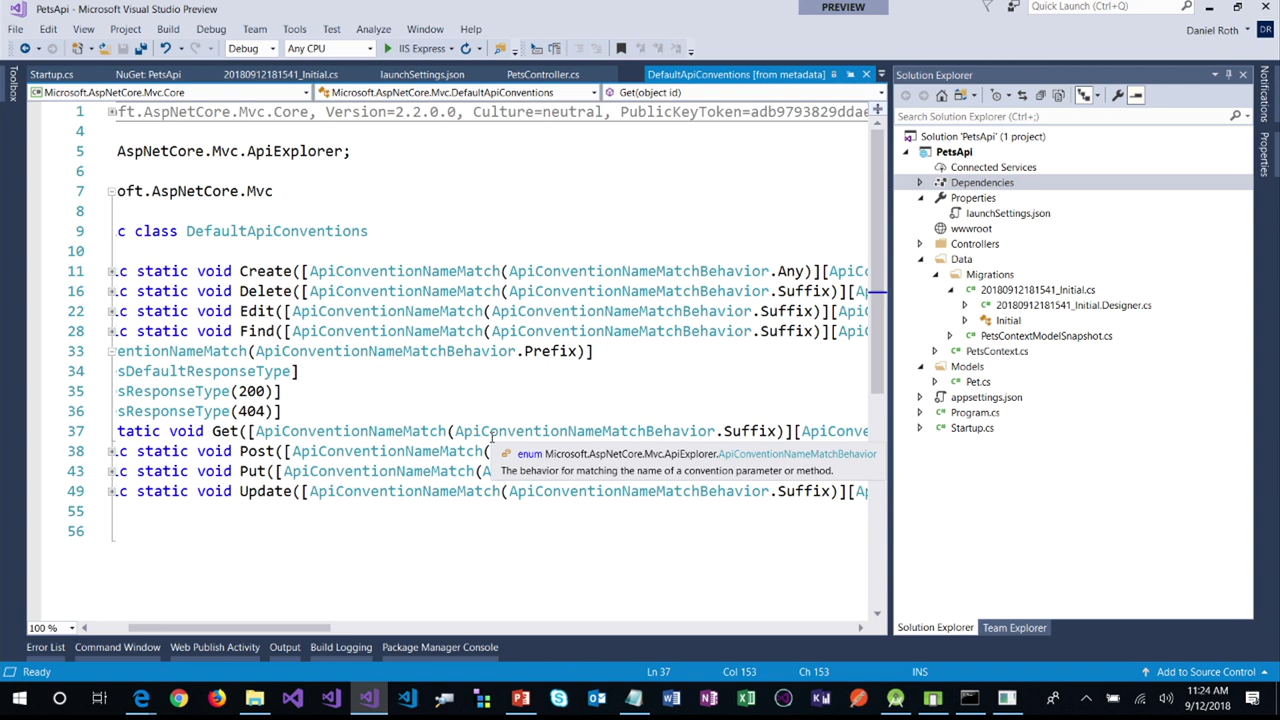 PetsApi - Microsoft Visual Studio Preview
PREVIEW
Quick Launch (Ctrl+Q)
File Edit View Project Build Debug Team Tools Test Analyze Window Help
Daniel Roth
DR
Debug Any CPU IIS Express
Startup.cs NuGet: PetsApi 20180912181541_Initial.cs launchSettings.json PetsController.cs DefaultApiConventions [from metadata]
Microsoft.AspNetCore.Mvc.Core Microsoft.AspNetCore.Mvc.DefaultApiConventions Get(object id)
Toolbox
1 ft.AspNetCore.Mvc.Core, Version=2.2.0.0, Culture=neutral, PublicKeyToken=adb9793829ddae
4
5 AspNetCore.Mvc.ApiExplorer;
6
7 oft.AspNetCore.Mvc
8
9 c class DefaultApiConventions
10
11 c static void Create([ApiConventionNameMatch(ApiConventionNameMatchBehavior.Any)][ApiC
16 c static void Delete([ApiConventionNameMatch(ApiConventionNameMatchBehavior.Suffix)][A
22 c static void Edit([ApiConventionNameMatch(ApiConventionNameMatchBehavior.Suffix)][Api
28 c static void Find([ApiConventionNameMatch(ApiConventionNameMatchBehavior.Suffix)][Api
33 entionNameMatch(ApiConventionNameMatchBehavior.Prefix)]
34 sDefaultResponseType]
35 sResponseType(200)]
36 sResponseType(404)]
37 tatic void Get([ApiConventionNameMatch(ApiConventionNameMatchBehavior.Suffix)][ApiConve
38 c static void Post([ApiConventionNameMatch(
43 c static void Put([ApiConventionNameMatch(A
49 c static void Update([ApiConventionNameMatch(ApiConventionNameMatchBehavior.Suffix)][A
55
56
enum Microsoft.AspNetCore.Mvc.ApiExplorer.ApiConventionNameMatchBehavior
The behavior for matching the name of a convention parameter or method.
100 %
Solution Explorer
Search Solution Explorer (Ctrl+;)
Solution 'PetsApi' (1 project)
PetsApi
Connected Services
Dependencies
Properties
launchSettings.json
wwwroot
Controllers
Data
Migrations
20180912181541_Initial.cs
20180912181541_Initial.Designer.cs
Initial
PetsContextModelSnapshot.cs
PetsContext.cs
Models
Pet.cs
appsettings.json
Program.cs
Startup.cs
Solution Explorer Team Explorer
Notifications
Properties
Error List Command Window Web Publish Activity Output Build Logging Package Manager Console
Ready Ln 37 Col 153 Ch 153 INS Add to Source Control
11:24 AM
9/12/2018